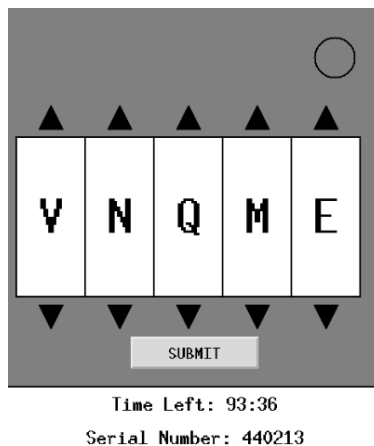 V N Q M E
SUBMIT
Time Left: 93:36
Serial Number: 440213